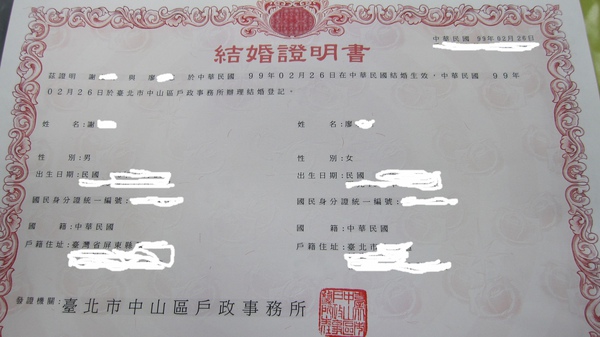 中華民國 99年02月26日
結婚證明書
茲證明 謝 與 廖 於中華民國 99年02月26日在中華民國結婚生效,中華民國 99年
02月26日於臺北市中山區戶政事務所辦理結婚登記。
姓 名:謝 姓 名:廖
性 別:男 性 別:女
出生日期:民國 出生日期:民國
國民身分證統一編號: 國民身分證統一編號:
國 籍:中華民國 國 籍:中華民國
戶籍住址:臺灣省屏東縣 戶籍住址:臺北市
發證機關:臺北市中山區戶政事務所